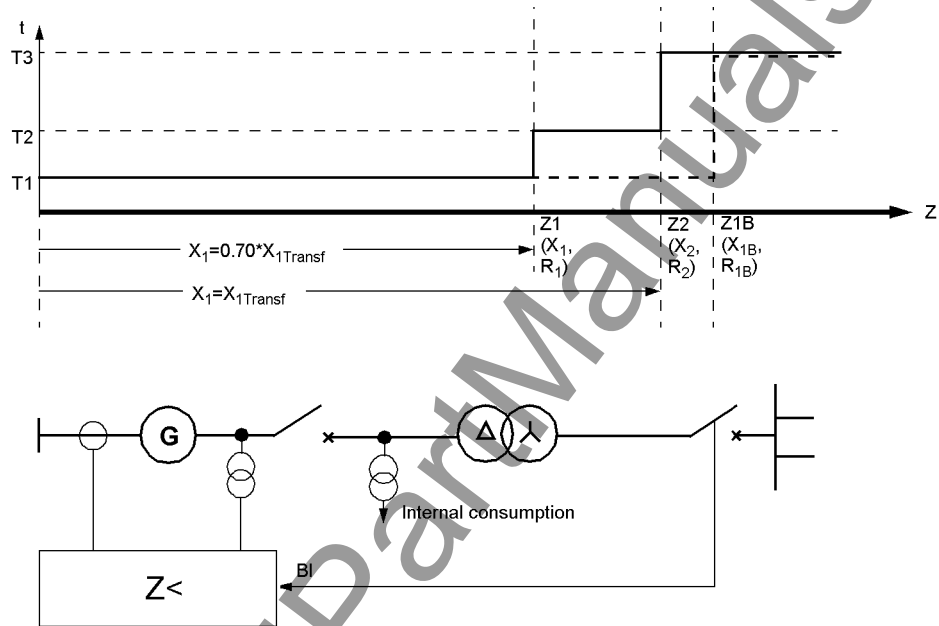 t
T3
T2
T1
Z
Z1
(X1,
R1)
Z2
(X2,
R2)
Z1B
(X1B,
R1B)
X1=0.70*X1Transf
X1=X1Transf
G
Δ
Internal consumption
BI
Z<
PartManuals